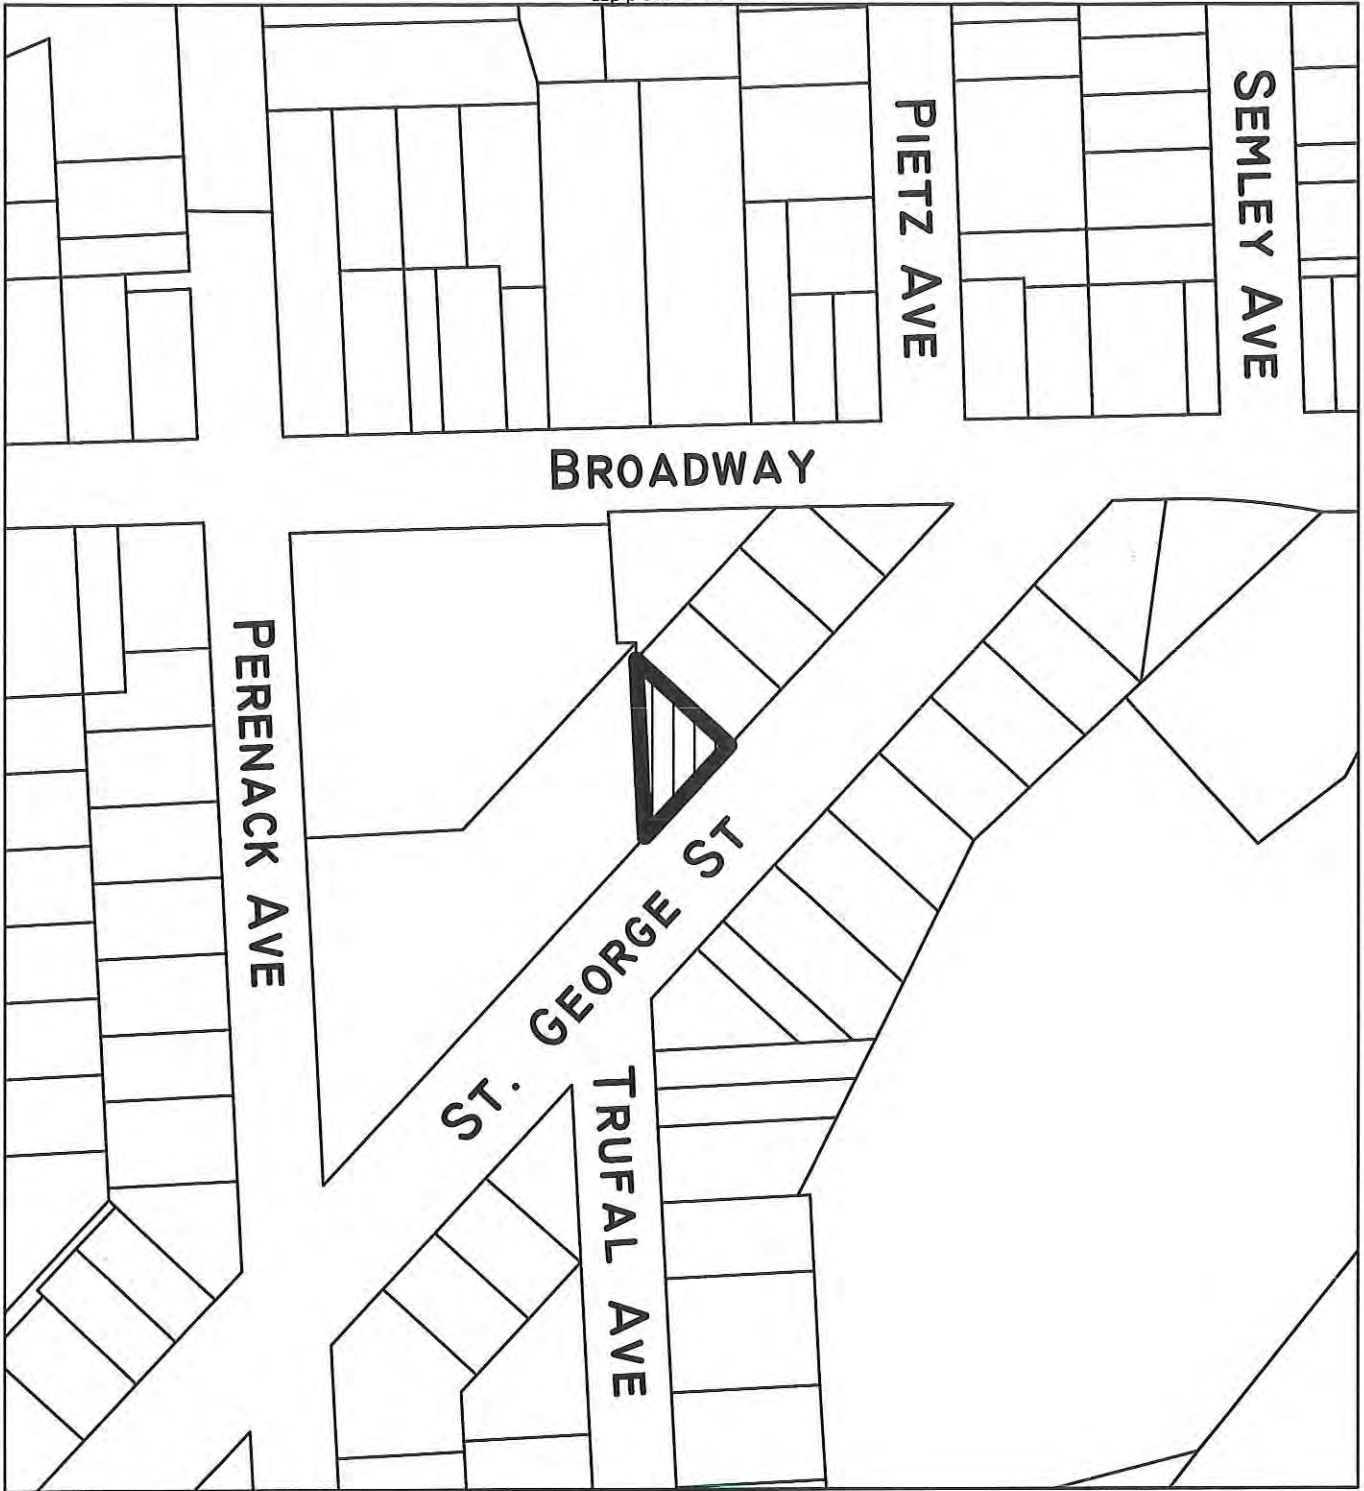 PIETZ AVE
SEMLEY AVE
BROADWAY
PERENACK AVE
ST. GEORGE ST
TRUFAL AVE